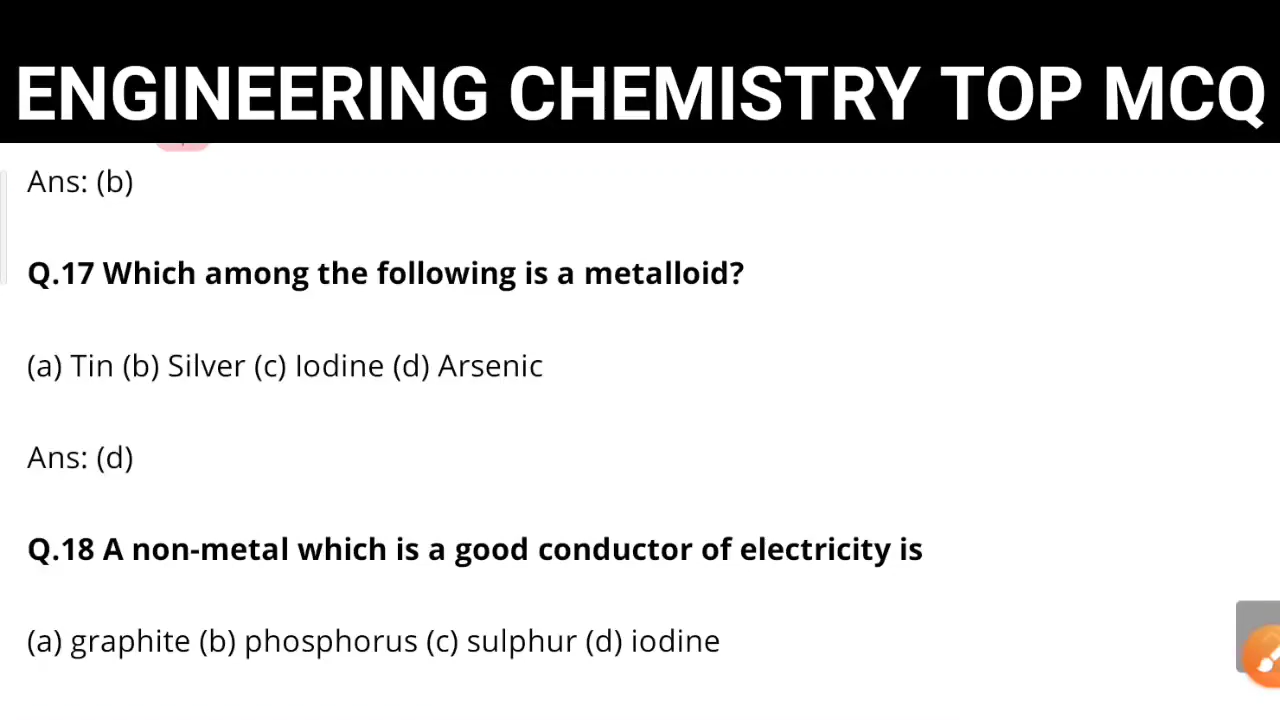 ENGINEERING CHEMISTRY TOP MCQ
Ans: (b)
Q.17 Which among the following is a metalloid?
(a) Tin (b) Silver (c) Iodine (d) Arsenic
Ans: (d)
Q.18 A non-metal which is a good conductor of electricity is
(a) graphite (b) phosphorus (c) sulphur (d) iodine